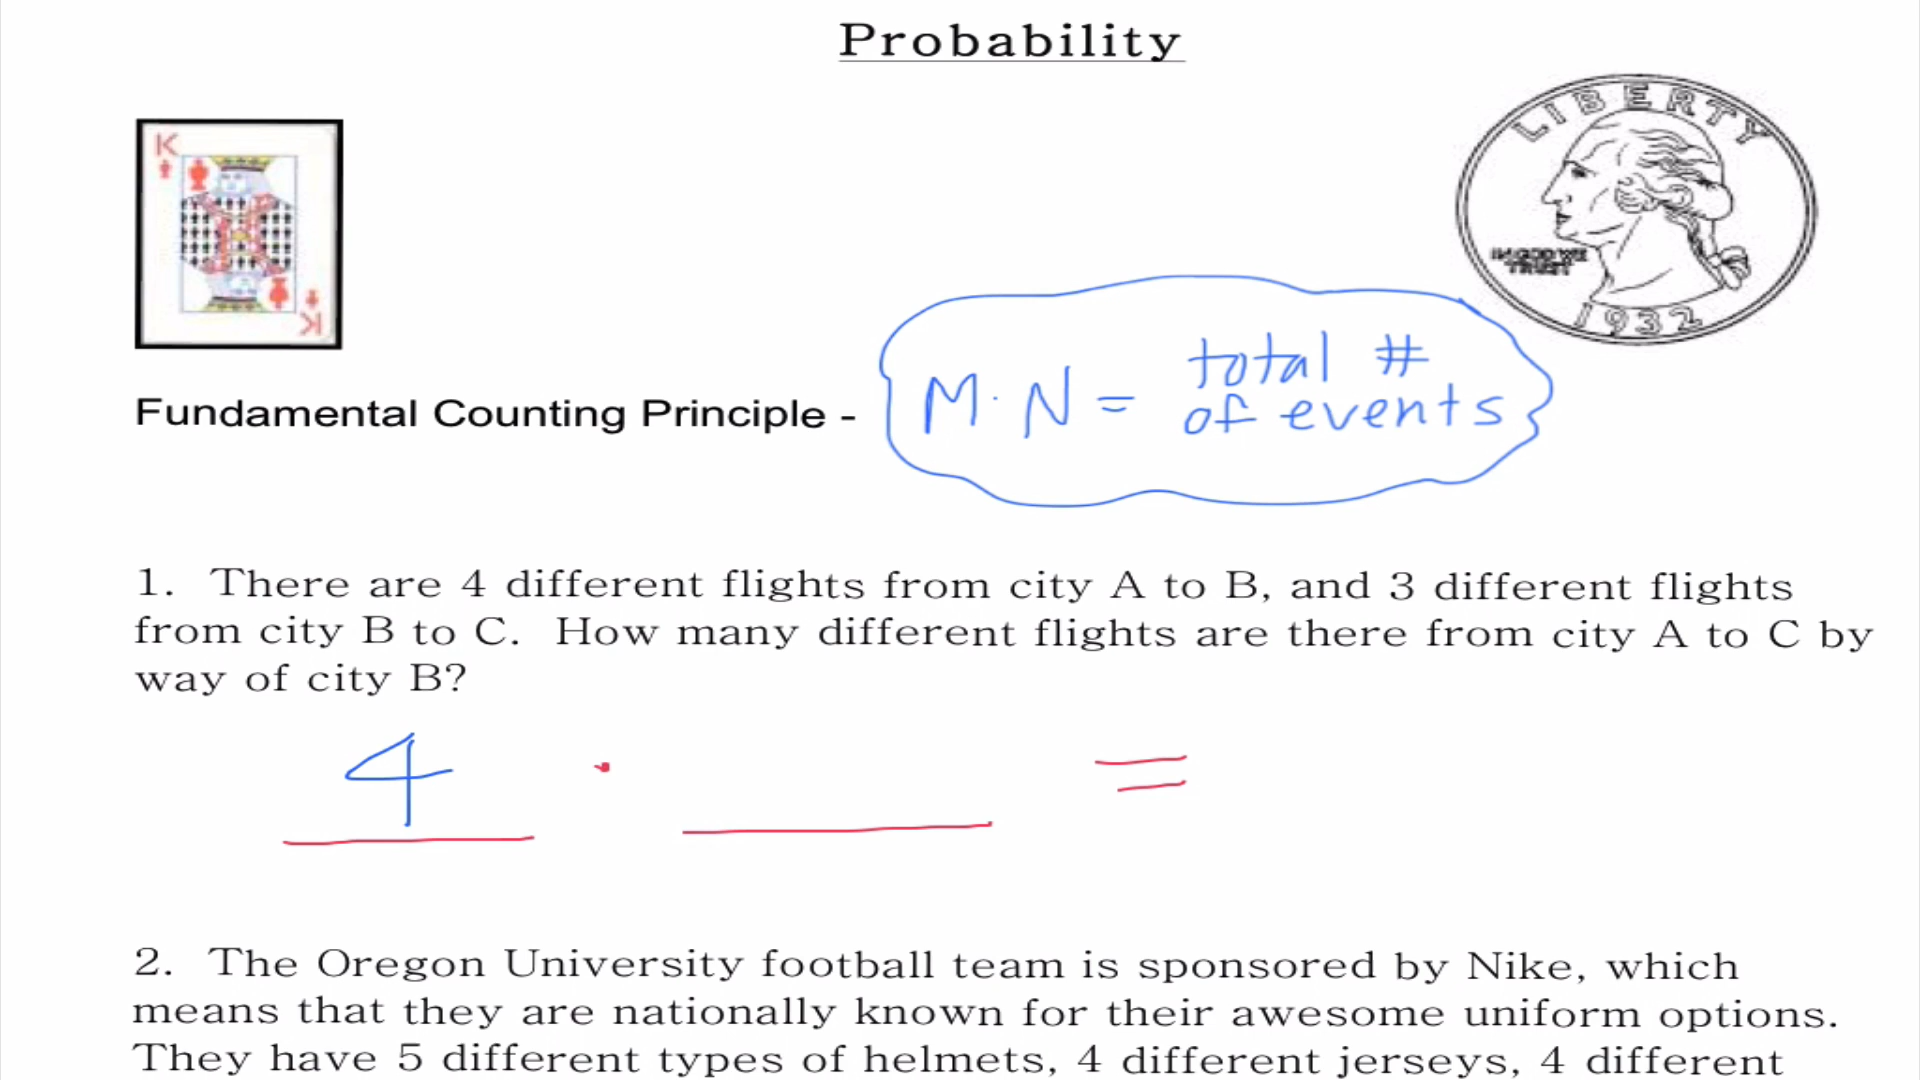 Probability
K
LIBERTY
IN GOD WE
TRUST
1932
K
total #
M · N = of events
Fundamental Counting Principle -
1. There are 4 different flights from city A to B, and 3 different flights
from city B to C. How many different flights are there from city A to C by
way of city B?
4 · =
2. The Oregon University football team is sponsored by Nike, which
means that they are nationally known for their awesome uniform options.
They have 5 different types of helmets, 4 different jerseys, 4 different